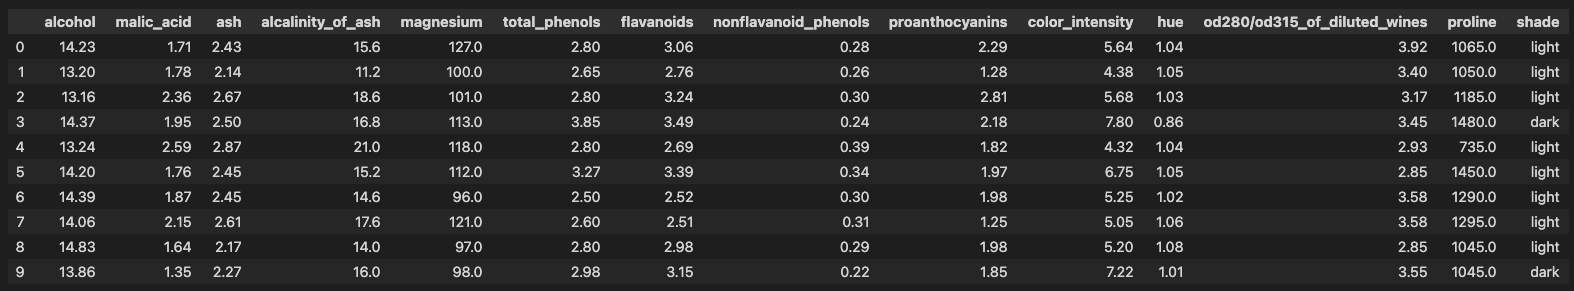 alcohol malic_acid ash alcalinity_of_ash magnesium total_phenols flavanoids nonflavanoid_phenols proanthocyanins color_intensity hue od280/od315_of_diluted_wines proline shade
0 14.23 1.71 2.43 15.6 127.0 2.80 3.06 0.28 2.29 5.64 1.04 3.92 1065.0 light
1 13.20 1.78 2.14 11.2 100.0 2.65 2.76 0.26 1.28 4.38 1.05 3.40 1050.0 light
2 13.16 2.36 2.67 18.6 101.0 2.80 3.24 0.30 2.81 5.68 1.03 3.17 1185.0 light
3 14.37 1.95 2.50 16.8 113.0 3.85 3.49 0.24 2.18 7.80 0.86 3.45 1480.0 dark
4 13.24 2.59 2.87 21.0 118.0 2.80 2.69 0.39 1.82 4.32 1.04 2.93 735.0 light
5 14.20 1.76 2.45 15.2 112.0 3.27 3.39 0.34 1.97 6.75 1.05 2.85 1450.0 light
6 14.39 1.87 2.45 14.6 96.0 2.50 2.52 0.30 1.98 5.25 1.02 3.58 1290.0 light
7 14.06 2.15 2.61 17.6 121.0 2.60 2.51 0.31 1.25 5.05 1.06 3.58 1295.0 light
8 14.83 1.64 2.17 14.0 97.0 2.80 2.98 0.29 1.98 5.20 1.08 2.85 1045.0 light
9 13.86 1.35 2.27 16.0 98.0 2.98 3.15 0.22 1.85 7.22 1.01 3.55 1045.0 dark